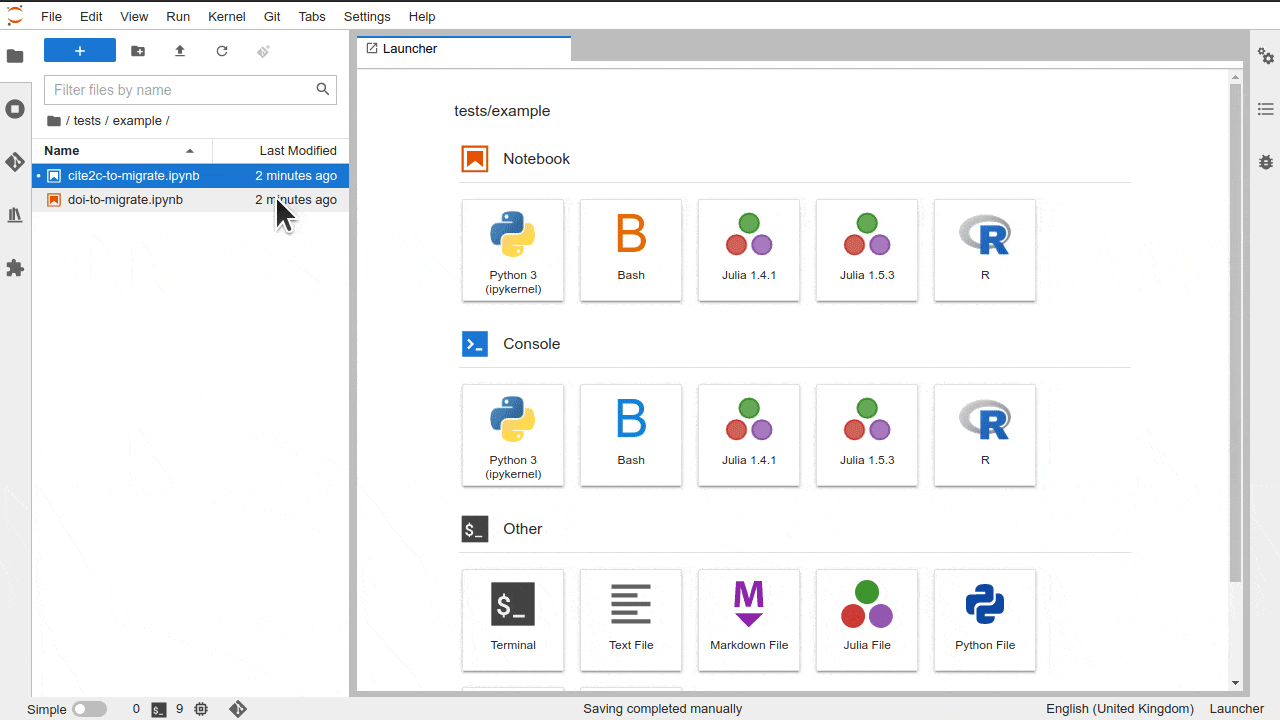 File Edit View Run Kernel Git Tabs Settings Help
Filter files by name
/ tests / example /
Name Last Modified
cite2c-to-migrate.ipynb 2 minutes ago
doi-to-migrate.ipynb 2 minutes ago
Launcher
tests/example
Notebook
Python 3 (ipykernel)
B
Bash
Julia 1.4.1
Julia 1.5.3
R
R
Console
Python 3 (ipykernel)
B
Bash
Julia 1.4.1
Julia 1.5.3
R
R
$_ Other
$_
Terminal
Text File
M
Markdown File
Julia File
Python File
Simple 0 $_ 9 Saving completed manually English (United Kingdom) Launcher